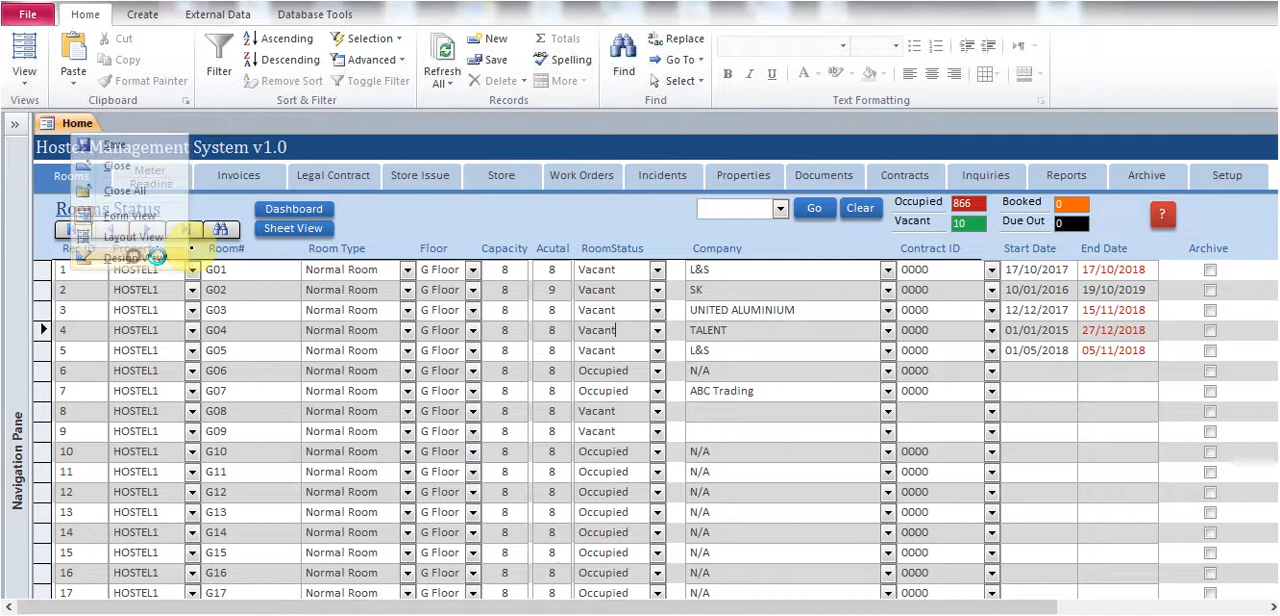 File Home Create External Data Database Tools
Cut Ascending Selection New Totals Replace
Copy Descending Advanced Save Spelling Go To
View Paste Format Painter Filter Remove Sort Toggle Filter Refresh All Delete More Find Select B I U A
Views Clipboard Sort & Filter Records Find Text Formatting
» Home
Hostel Management System v1.0
Rooms Meter Reading Invoices Legal Contract Store Issue Store Work Orders Incidents Properties Documents Contracts Inquiries Reports Archive Setup
Save
Close
Close All
Form View
Layout View
Design View
Rooms Status Dashboard Go Clear Occupied 866 Booked 0 ?
Sheet View Vacant 10 Due Out 0
Rec ID Room# Room Type Floor Capacity Acutal RoomStatus Company Contract ID Start Date End Date Archive
1 HOSTEL1 G01 Normal Room G Floor 8 8 Vacant L&S 0000 17/10/2017 17/10/2018
2 HOSTEL1 G02 Normal Room G Floor 8 9 Vacant SK 0000 10/01/2016 19/10/2019
3 HOSTEL1 G03 Normal Room G Floor 8 8 Vacant UNITED ALUMINIUM 0000 12/12/2017 15/11/2018
4 HOSTEL1 G04 Normal Room G Floor 8 8 Vacant TALENT 0000 01/01/2015 27/12/2018
5 HOSTEL1 G05 Normal Room G Floor 8 8 Vacant L&S 0000 01/05/2018 05/11/2018
6 HOSTEL1 G06 Normal Room G Floor 8 8 Occupied N/A 0000
7 HOSTEL1 G07 Normal Room G Floor 8 8 Occupied ABC Trading 0000
8 HOSTEL1 G08 Normal Room G Floor 8 8 Vacant
9 HOSTEL1 G09 Normal Room G Floor 8 8 Vacant
10 HOSTEL1 G10 Normal Room G Floor 8 8 Occupied N/A 0000
11 HOSTEL1 G11 Normal Room G Floor 8 8 Occupied N/A 0000
12 HOSTEL1 G12 Normal Room G Floor 8 8 Occupied N/A 0000
13 HOSTEL1 G13 Normal Room G Floor 8 8 Occupied N/A 0000
14 HOSTEL1 G14 Normal Room G Floor 8 8 Occupied N/A 0000
15 HOSTEL1 G15 Normal Room G Floor 8 8 Occupied N/A 0000
16 HOSTEL1 G16 Normal Room G Floor 8 8 Occupied N/A 0000
17 HOSTEL1 G17 Normal Room G Floor 8 8 Occupied N/A 0000
Navigation Pane